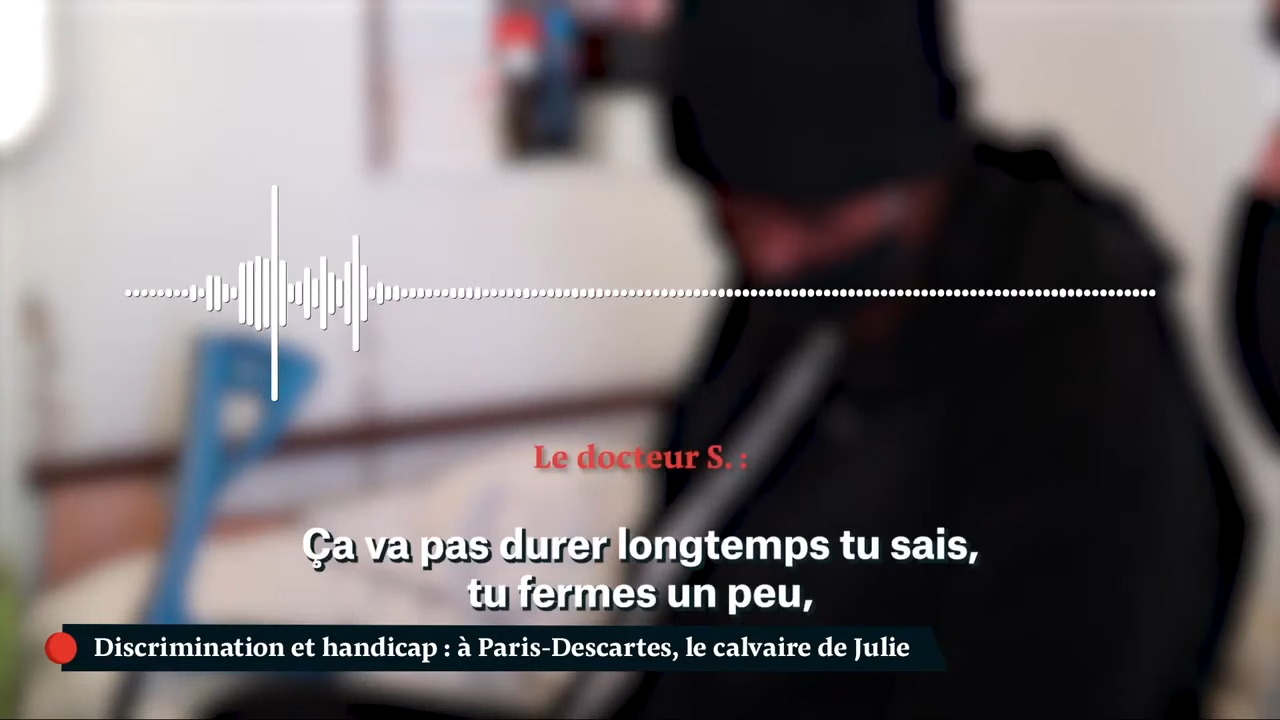 Le docteur S. :
Ça va pas durer longtemps tu sais,
tu fermes un peu,
Discrimination et handicap : à Paris-Descartes, le calvaire de Julie